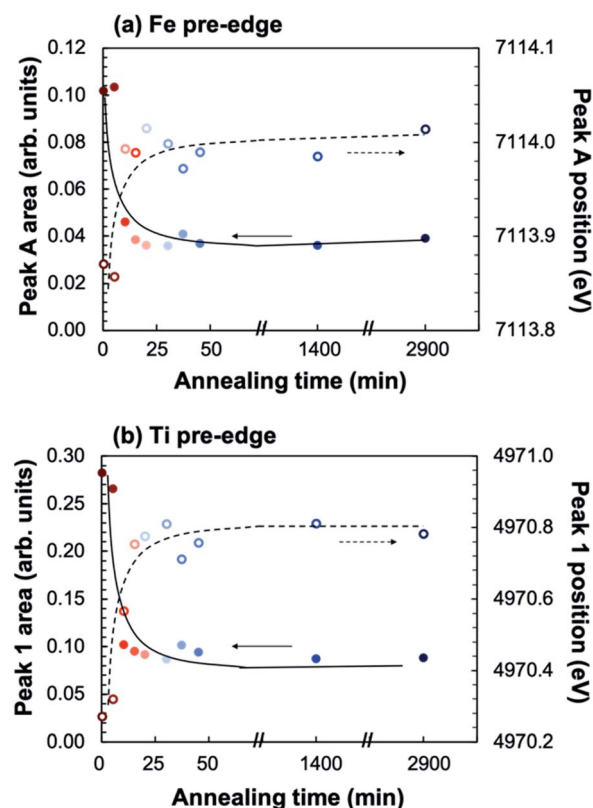 (a) Fe pre-edge
0.12
0.10
0.08
0.06
0.04
0.02
0.00
Peak A area (arb. units)
7114.1
7114.0
7113.9
7113.8
Peak A position (eV)
0 25 50 1400 2900
Annealing time (min)
(b) Ti pre-edge
0.30
0.25
0.20
0.15
0.10
0.05
0.00
Peak 1 area (arb. units)
4971.0
4970.8
4970.6
4970.4
4970.2
Peak 1 position (eV)
0 25 50 1400 2900
Annealing time (min)